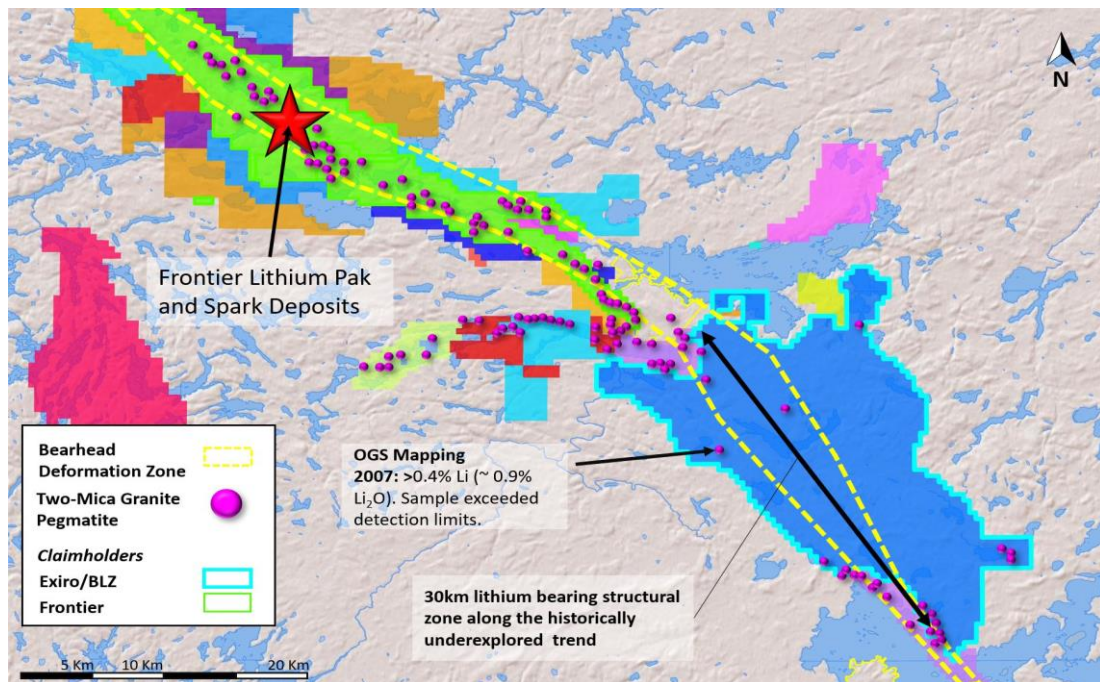 N
Frontier Lithium Pak
and Spark Deposits
OGS Mapping
2007: >0.4% Li (~ 0.9%
Li₂O). Sample exceeded
detection limits.
30km lithium bearing structural
zone along the historically
underexplored trend
Bearhead
Deformation Zone
Two-Mica Granite
Pegmatite
Claimholders
Exiro/BLZ
Frontier
5 Km 10 Km 20 Km